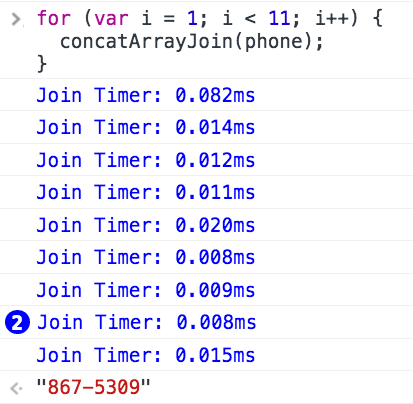 for (var i = 1; i < 11; i++) {
  concatArrayJoin(phone);
}
Join Timer: 0.082ms
Join Timer: 0.014ms
Join Timer: 0.012ms
Join Timer: 0.011ms
Join Timer: 0.020ms
Join Timer: 0.008ms
Join Timer: 0.009ms
2 Join Timer: 0.008ms
Join Timer: 0.015ms
"867-5309"